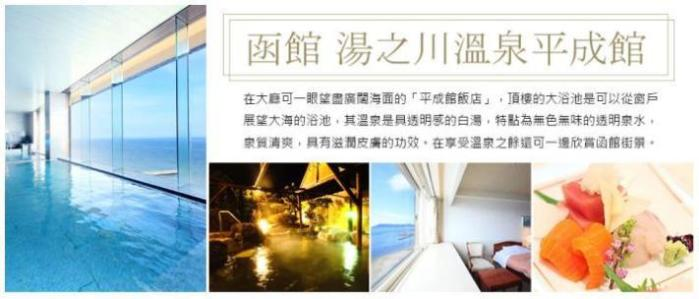 函館 湯之川溫泉平成館
在大廳可一眼望盡廣闊海面的「平成館飯店」，頂樓的大浴池是可以從窗戶
展望大海的浴池，其溫泉是具透明感的白湯，特點為無色無味的透明泉水，
泉質清爽，具有滋潤皮膚的功效。在享受溫泉之餘還可一邊欣賞函館街景。